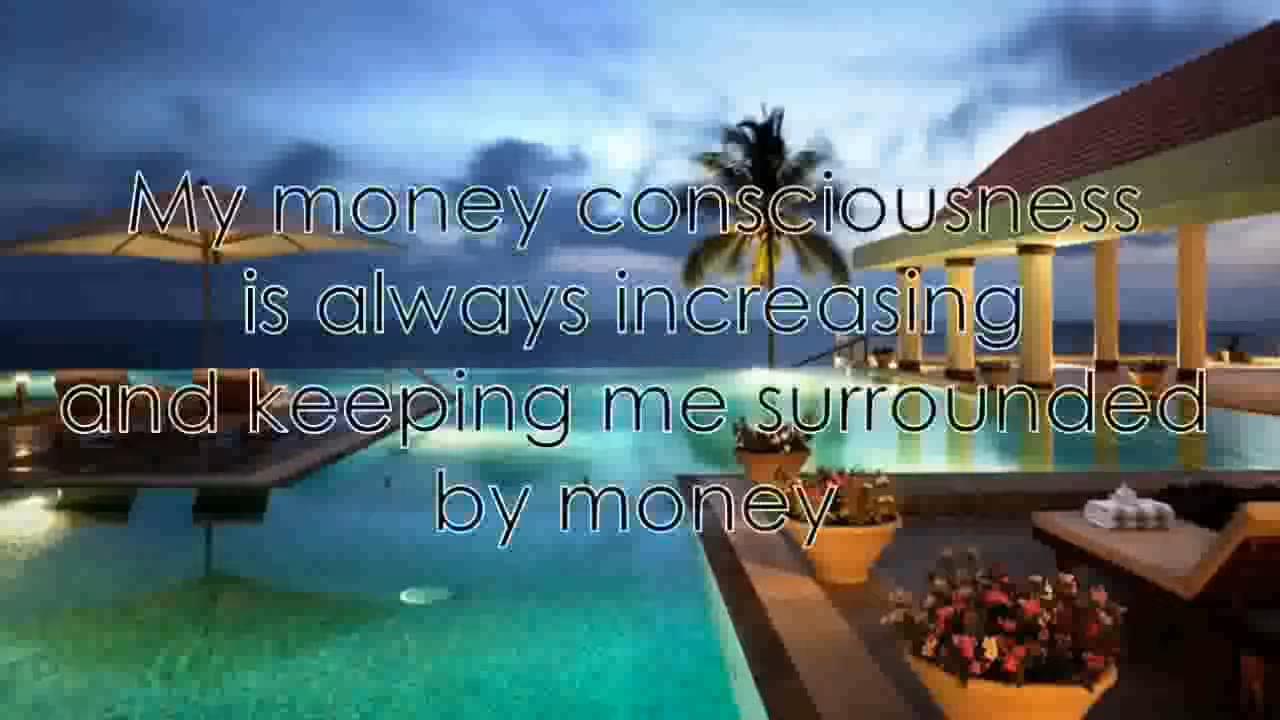 My money consciousness
is always increasing
and keeping me surrounded
by money